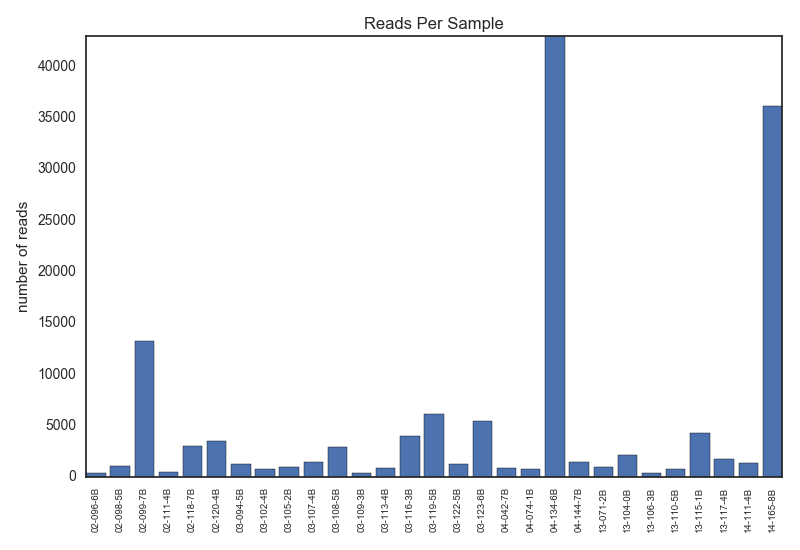 Reads Per Sample
number of reads
40000
35000
30000
25000
20000
15000
10000
5000
0
02-096-6B
02-098-5B
02-099-7B
02-111-4B
02-118-7B
02-120-4B
03-094-5B
03-102-4B
03-105-2B
03-107-4B
03-108-5B
03-109-3B
03-113-4B
03-116-3B
03-119-5B
03-122-5B
03-123-6B
04-042-7B
04-074-1B
04-134-6B
04-144-7B
13-071-2B
13-104-0B
13-106-3B
13-110-5B
13-115-1B
13-117-4B
14-111-4B
14-165-8B